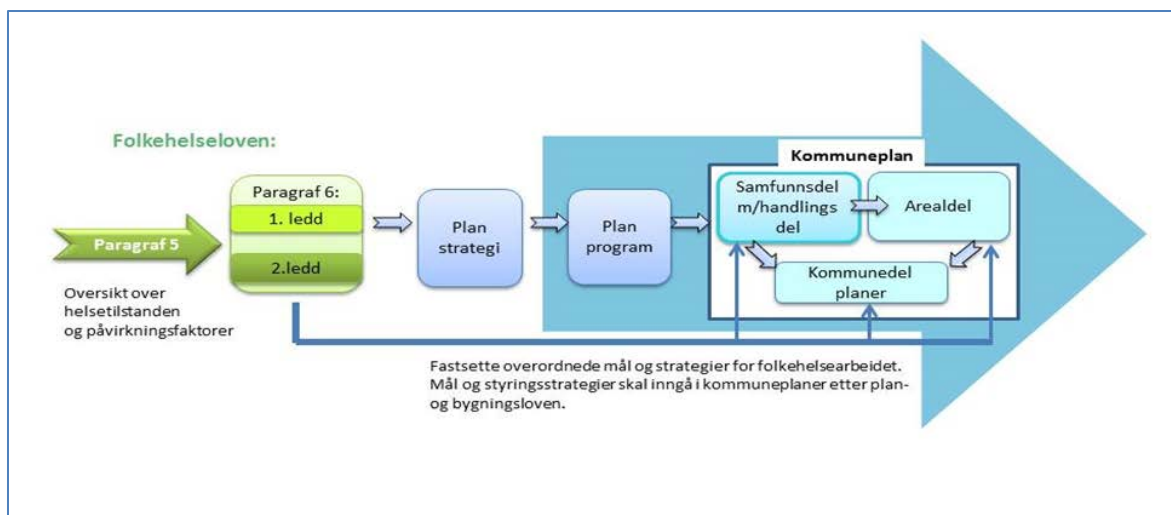 Folkehelseloven:
Paragraf 5
Oversikt over
helsetilstanden
og påvirkningsfaktorer
Paragraf 6:
1. ledd
2.ledd
Plan
strategi
Plan
program
Kommuneplan
Samfunnsdel
m/handlings
del
Arealdel
Kommunedel
planer
Fastsette overordnede mål og strategier for folkehelsearbeidet.
Mål og styringsstrategier skal inngå i kommuneplaner etter plan-
og bygningsloven.